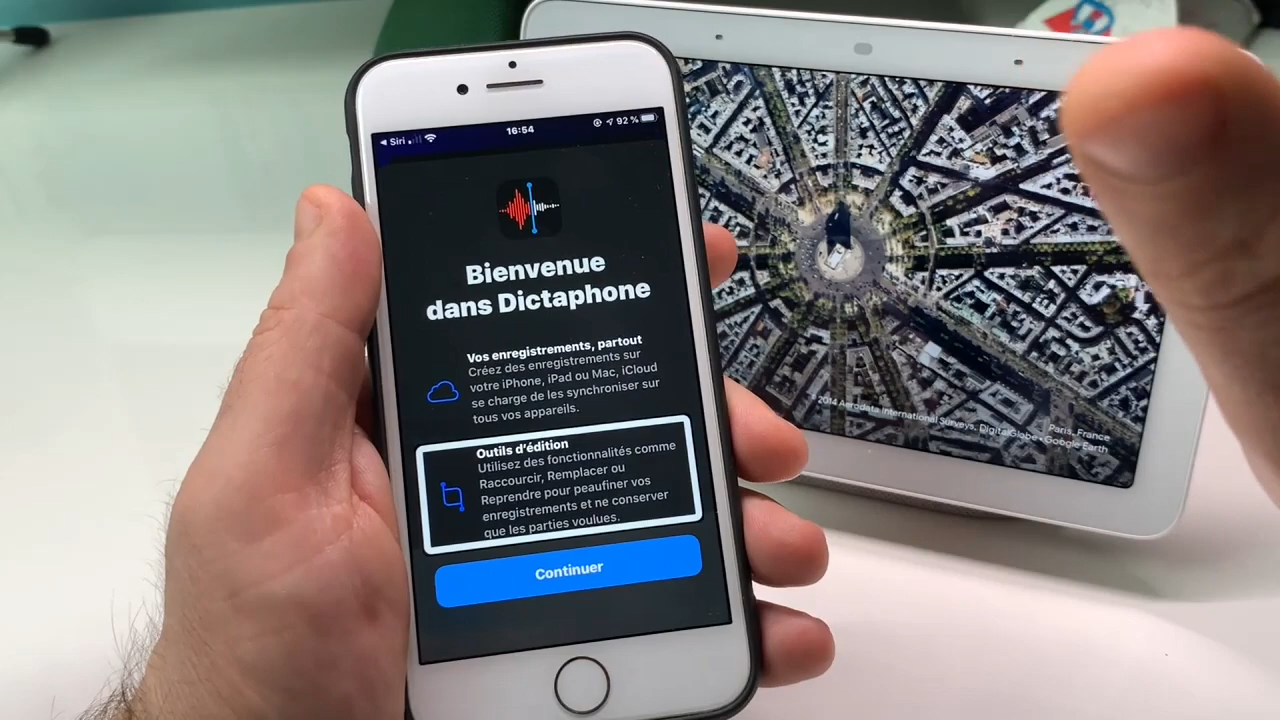 ◀ Siri
16:54
92 %
Bienvenue
dans Dictaphone
Vos enregistrements, partout
Créez des enregistrements sur
votre iPhone, iPad ou Mac, iCloud
se charge de les synchroniser sur
tous vos appareils.
Outils d'édition
Utilisez des fonctionnalités comme
Raccourcir, Remplacer ou
Reprendre pour peaufiner vos
enregistrements et ne conserver
que les parties voulues.
Continuer
© 2014 Aerodata International Surveys, DigitalGlobe • Google Earth
Paris, France